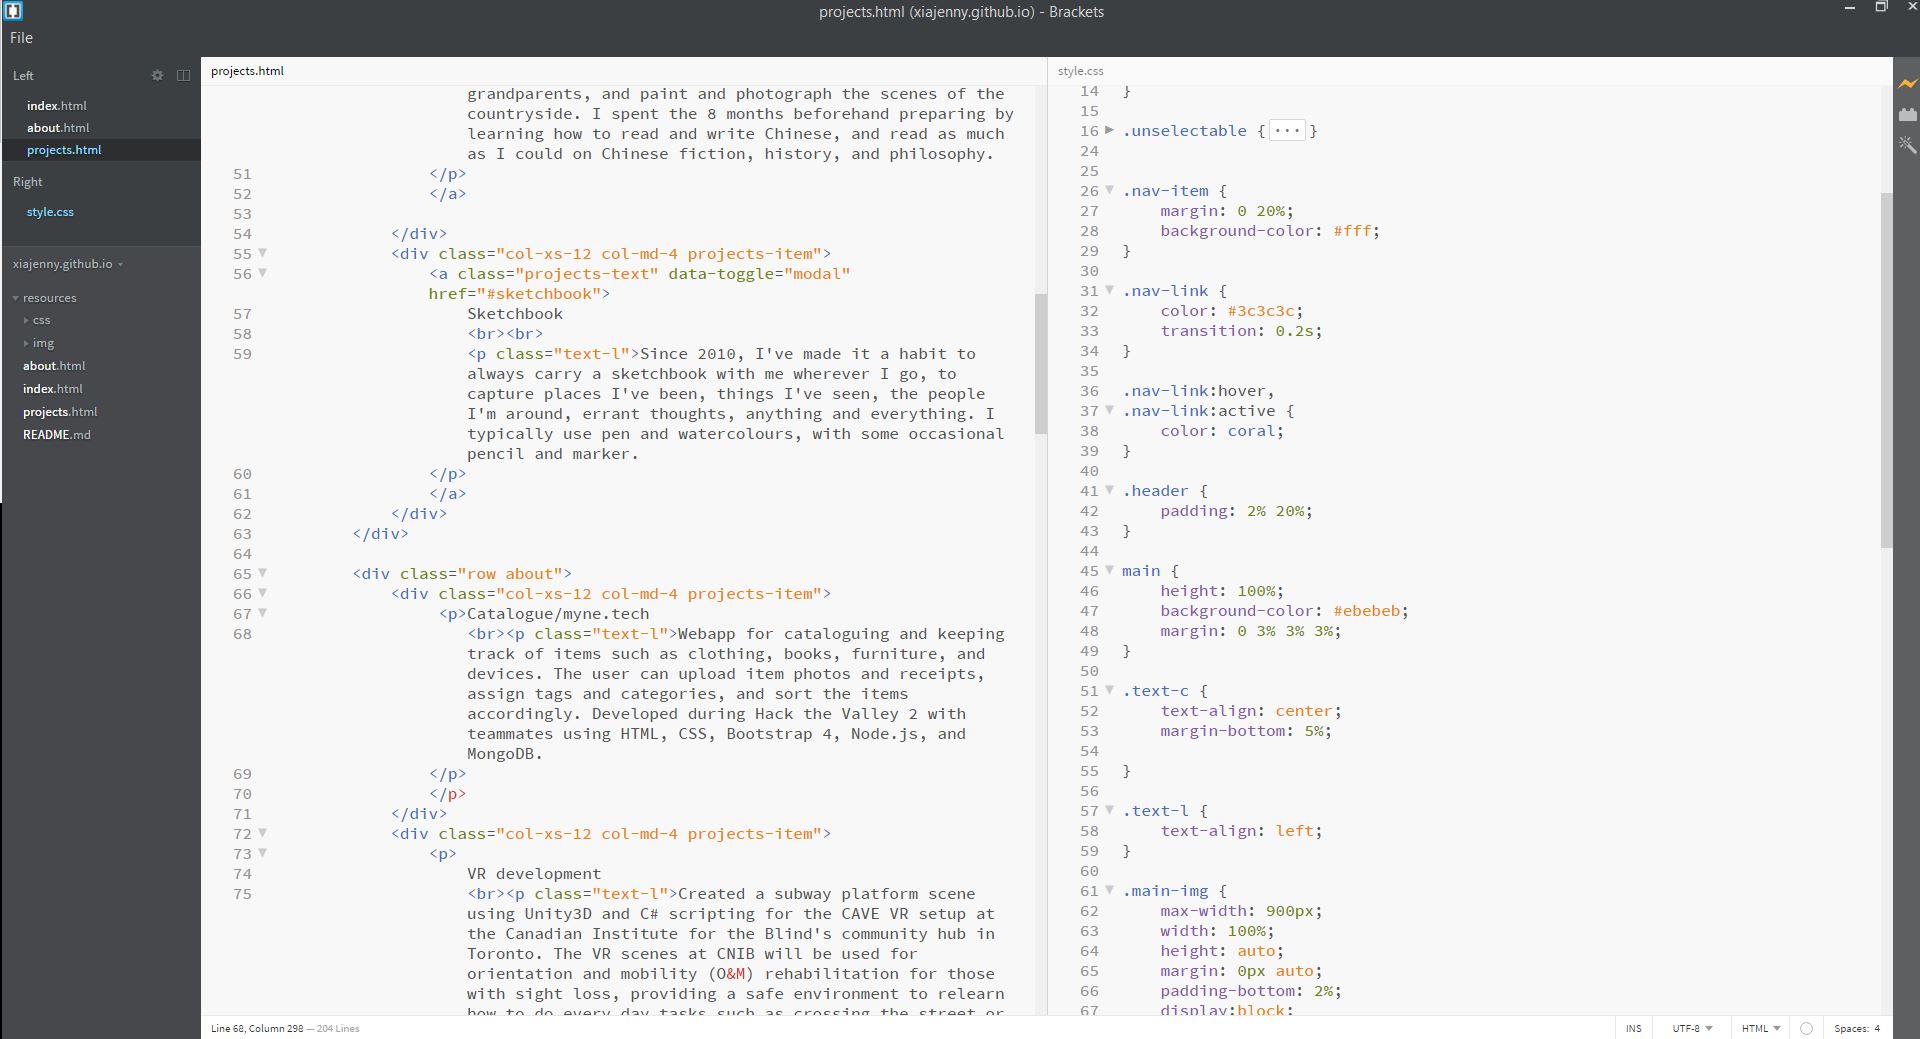 projects.html (xiajenny.github.io) - Brackets
File
Left
index.html
about.html
projects.html
Right
style.css
xiajenny.github.io
resources
css
img
about.html
index.html
projects.html
README.md
projects.html
grandparents, and paint and photograph the scenes of the
countryside. I spent the 8 months beforehand preparing by
learning how to read and write Chinese, and read as much
as I could on Chinese fiction, history, and philosophy.
51 </p>
52 </a>
53
54 </div>
55 <div class="col-xs-12 col-md-4 projects-item">
56 <a class="projects-text" data-toggle="modal"
href="#sketchbook">
57 Sketchbook
58 <br><br>
59 <p class="text-l">Since 2010, I've made it a habit to
always carry a sketchbook with me wherever I go, to
capture places I've been, things I've seen, the people
I'm around, errant thoughts, anything and everything. I
typically use pen and watercolours, with some occasional
pencil and marker.
60 </p>
61 </a>
62 </div>
63 </div>
64
65 <div class="row about">
66 <div class="col-xs-12 col-md-4 projects-item">
67 <p>Catalogue/myne.tech
68 <br><p class="text-l">Webapp for cataloguing and keeping
track of items such as clothing, books, furniture, and
devices. The user can upload item photos and receipts,
assign tags and categories, and sort the items
accordingly. Developed during Hack the Valley 2 with
teammates using HTML, CSS, Bootstrap 4, Node.js, and
MongoDB.
69 </p>
70 </p>
71 </div>
72 <div class="col-xs-12 col-md-4 projects-item">
73 <p>
74 VR development
75 <br><p class="text-l">Created a subway platform scene
using Unity3D and C# scripting for the CAVE VR setup at
the Canadian Institute for the Blind's community hub in
Toronto. The VR scenes at CNIB will be used for
orientation and mobility (O&M) rehabilitation for those
with sight loss, providing a safe environment to relearn
how to do every day tasks such as crossing the street or
style.css
14 }
15
16 .unselectable {...}
24
25
26 .nav-item {
27 margin: 0 20%;
28 background-color: #fff;
29 }
30
31 .nav-link {
32 color: #3c3c3c;
33 transition: 0.2s;
34 }
35
36 .nav-link:hover,
37 .nav-link:active {
38 color: coral;
39 }
40
41 .header {
42 padding: 2% 20%;
43 }
44
45 main {
46 height: 100%;
47 background-color: #ebebeb;
48 margin: 0 3% 3% 3%;
49 }
50
51 .text-c {
52 text-align: center;
53 margin-bottom: 5%;
54
55 }
56
57 .text-l {
58 text-align: left;
59 }
60
61 .main-img {
62 max-width: 900px;
63 width: 100%;
64 height: auto;
65 margin: 0px auto;
66 padding-bottom: 2%;
67 display:block;
Line 68, Column 298 — 204 Lines
INS UTF-8 HTML Spaces: 4